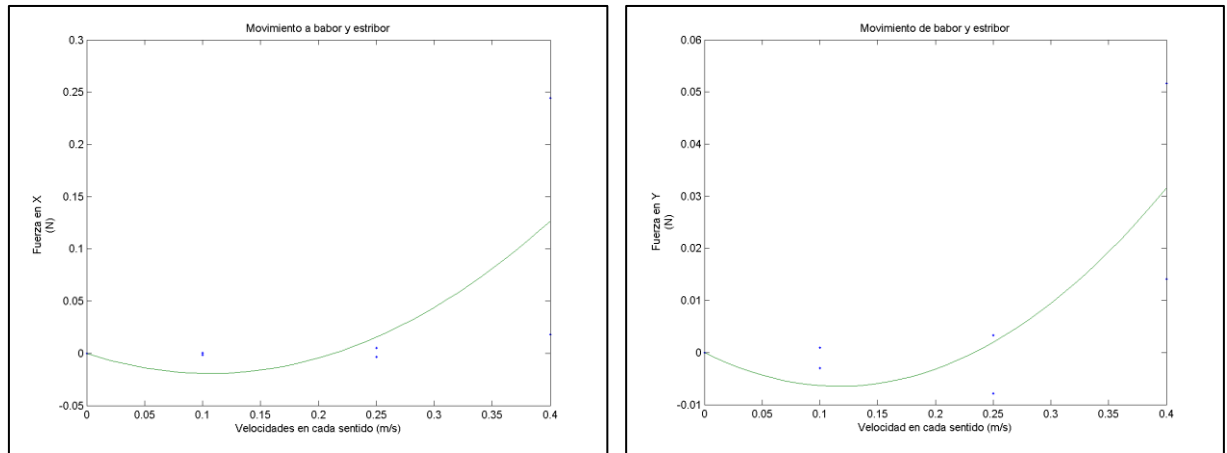 Movimiento a babor y estribor
0.3
0.25
0.2
0.15
0.1
0.05
0
-0.05
Fuerza en X
(N)
0 0.05 0.1 0.15 0.2 0.25 0.3 0.35 0.4
Velocidades en cada sentido (m/s)
Movimiento de babor y estribor
0.06
0.05
0.04
0.03
0.02
0.01
0
-0.01
Fuerza en Y
(N)
0 0.05 0.1 0.15 0.2 0.25 0.3 0.35 0.4
Velocidad en cada sentido (m/s)